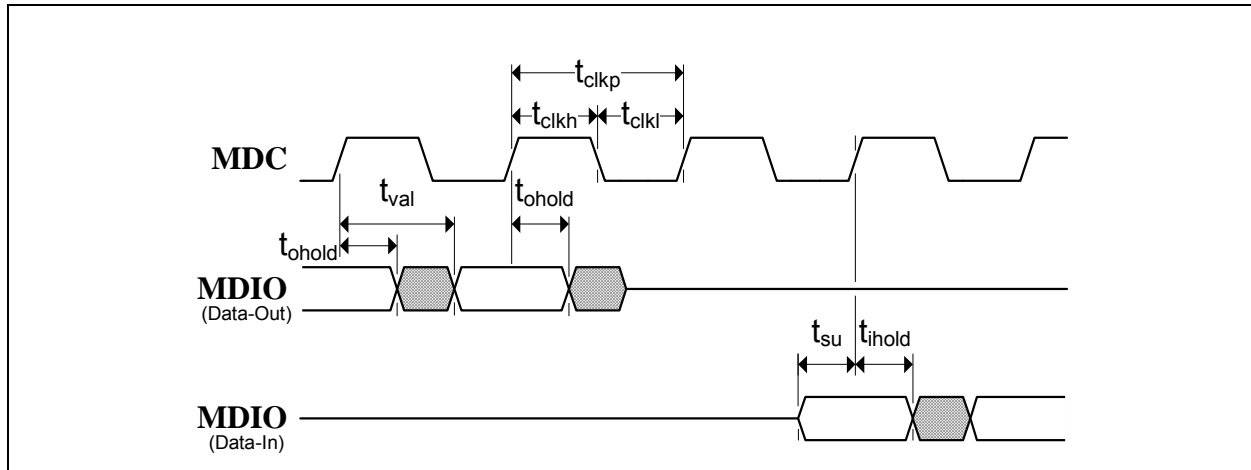 tclkp
tclkh tclkl
MDC
tval tohold
tohold
MDIO
(Data-Out)
tsu tihold
MDIO
(Data-In)